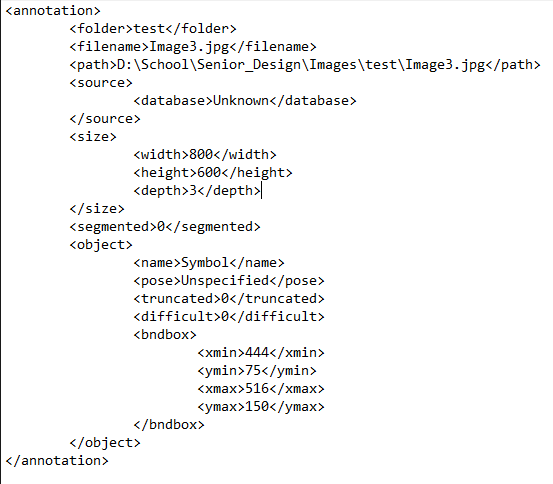 <annotation>
	<folder>test</folder>
	<filename>Image3.jpg</filename>
	<path>D:\School\Senior_Design\Images\test\Image3.jpg</path>
	<source>
		<database>Unknown</database>
	</source>
	<size>
		<width>800</width>
		<height>600</height>
		<depth>3</depth>
	</size>
	<segmented>0</segmented>
	<object>
		<name>Symbol</name>
		<pose>Unspecified</pose>
		<truncated>0</truncated>
		<difficult>0</difficult>
		<bndbox>
			<xmin>444</xmin>
			<ymin>75</ymin>
			<xmax>516</xmax>
			<ymax>150</ymax>
		</bndbox>
	</object>
</annotation>